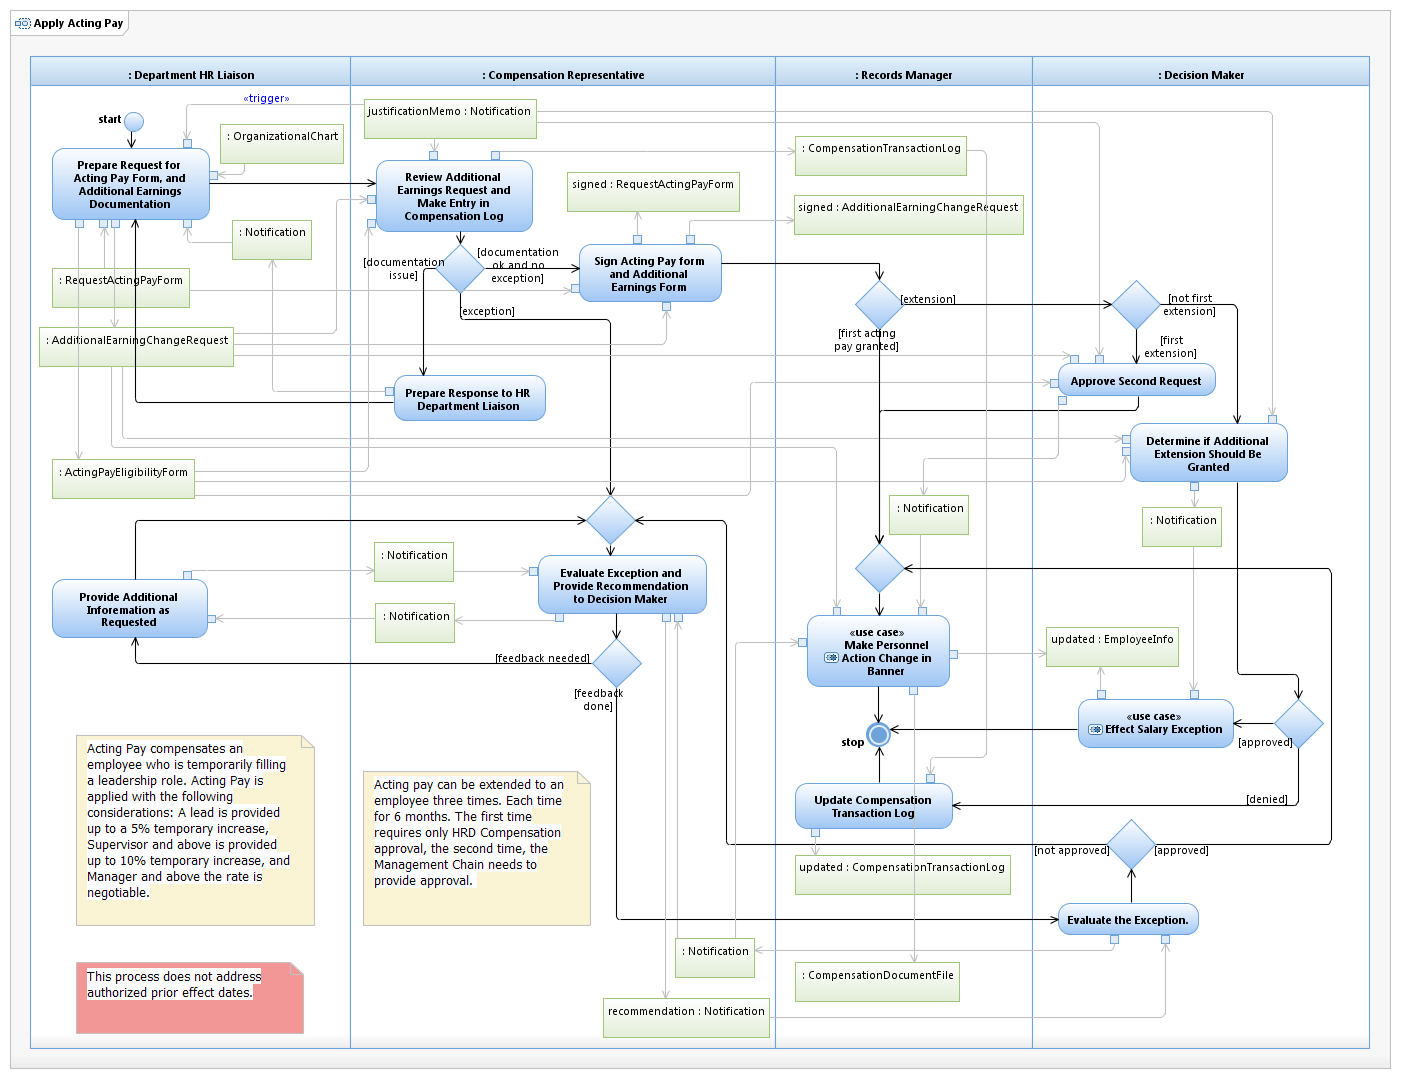 Apply Acting Pay
: Department HR Liaison
: Compensation Representative
: Records Manager
: Decision Maker
«trigger»
start
justificationMemo : Notification
: OrganizationalChart
: CompensationTransactionLog
Prepare Request for
Acting Pay Form, and
Additional Earnings
Documentation
Review Additional
Earnings Request and
Make Entry in
Compensation Log
signed : RequestActingPayForm
signed : AdditionalEarningChangeRequest
: Notification
[documentation
issue]
[documentation
ok and no
exception]
Sign Acting Pay form
and Additional
Earnings Form
: RequestActingPayForm
[exception]
[extension]
[not first
extension]
[first acting
pay granted]
[first
extension]
: AdditionalEarningChangeRequest
Prepare Response to HR
Department Liaison
Approve Second Request
Determine if Additional
Extension Should Be
Granted
: ActingPayEligibilityForm
: Notification
: Notification
: Notification
Evaluate Exception and
Provide Recommendation
to Decision Maker
Provide Additional
Inforemation as
Requested
: Notification
[feedback needed]
[feedback
done]
«use case»
Make Personnel
Action Change in
Banner
updated : EmployeeInfo
«use case»
Effect Salary Exception
[approved]
stop
Acting Pay compensates an
employee who is temporarily filling
a leadership role. Acting Pay is
applied with the following
considerations: A lead is provided
up to a 5% temporary increase,
Supervisor and above is provided
up to 10% temporary increase, and
Manager and above the rate is
negotiable.
Acting pay can be extended to an
employee three times. Each time
for 6 months. The first time
requires only HRD Compensation
approval, the second time, the
Management Chain needs to
provide approval.
Update Compensation
Transaction Log
[denied]
[not approved]
[approved]
updated : CompensationTransactionLog
Evaluate the Exception.
: Notification
: CompensationDocumentFile
This process does not address
authorized prior effect dates.
recommendation : Notification